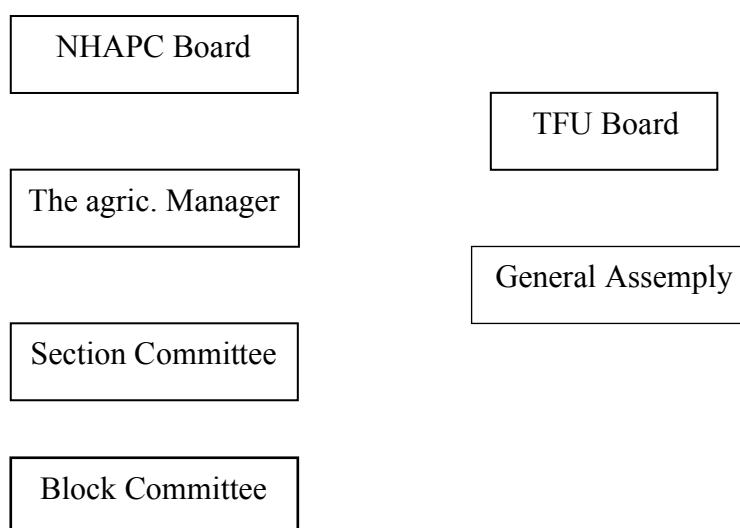 NHAPC Board
TFU Board
The agric. Manager
General Assemply
Section Committee
Block Committee